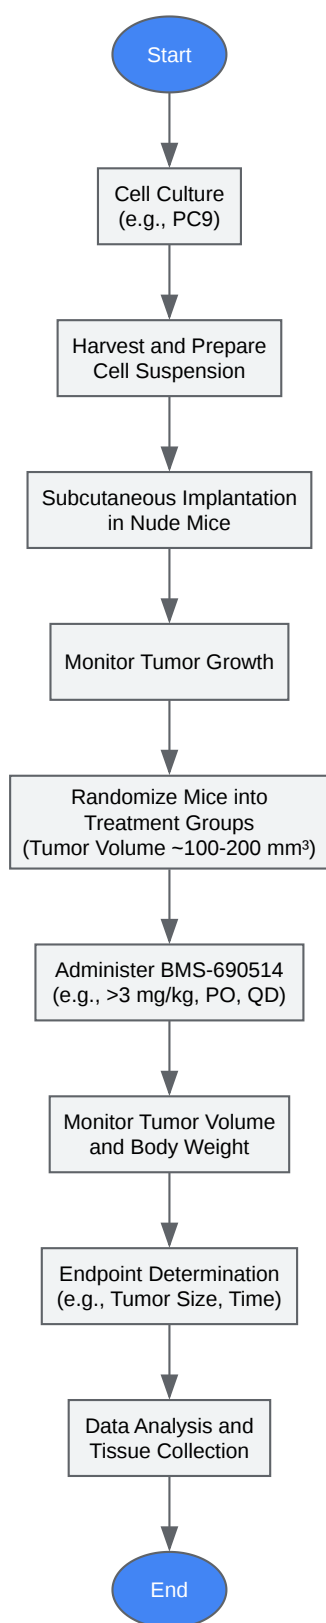 Start
Cell Culture
(e.g., PC9)
Harvest and Prepare
Cell Suspension
Subcutaneous Implantation
in Nude Mice
Monitor Tumor Growth
Randomize Mice into
Treatment Groups
(Tumor Volume ~100-200 mm³)
Administer BMS-690514
(e.g., >3 mg/kg, PO, QD)
Monitor Tumor Volume
and Body Weight
Endpoint Determination
(e.g., Tumor Size, Time)
Data Analysis and
Tissue Collection
End